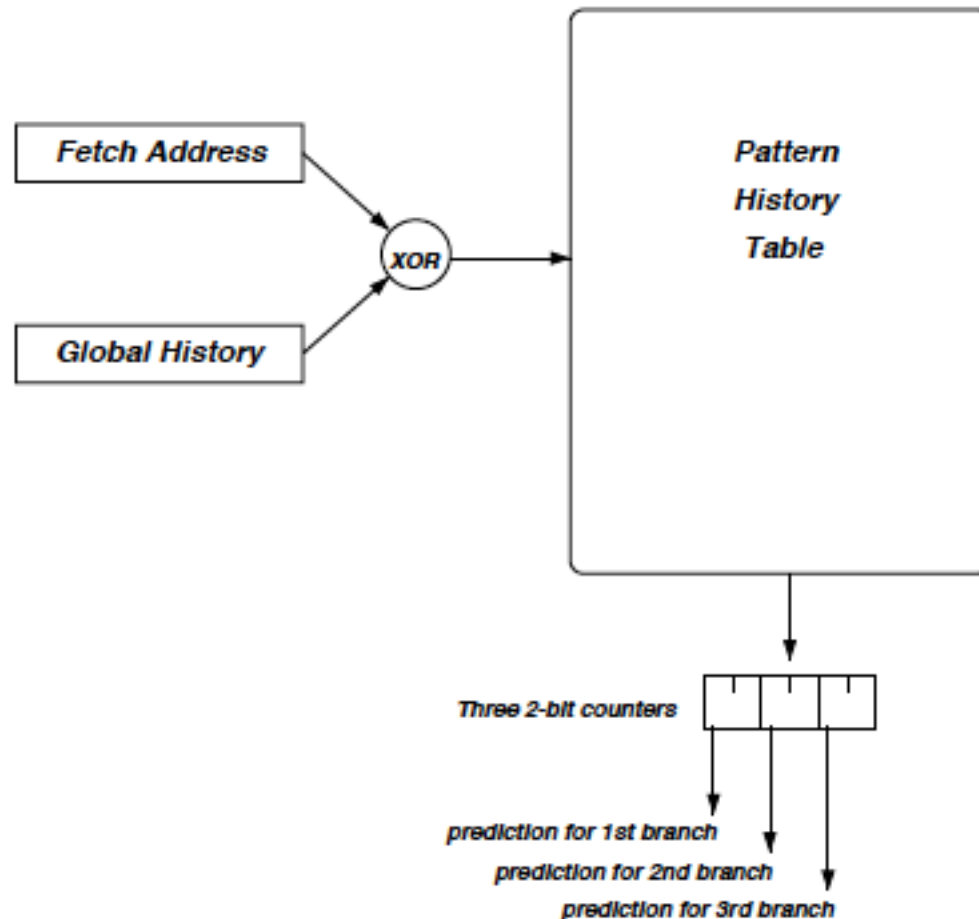 Fetch Address
Pattern
History
Table
XOR
Global History
Three 2-bit counters
prediction for 1st branch
prediction for 2nd branch
prediction for 3rd branch